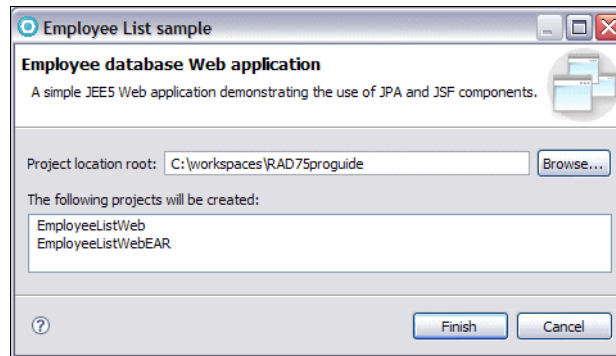 Employee List sample
Employee database Web application
A simple JEE5 Web application demonstrating the use of JPA and JSF components.
Project location root: C:\workspaces\RAD75proguide Browse...
The following projects will be created:
EmployeeListWeb
EmployeeListWebEAR
? Finish Cancel